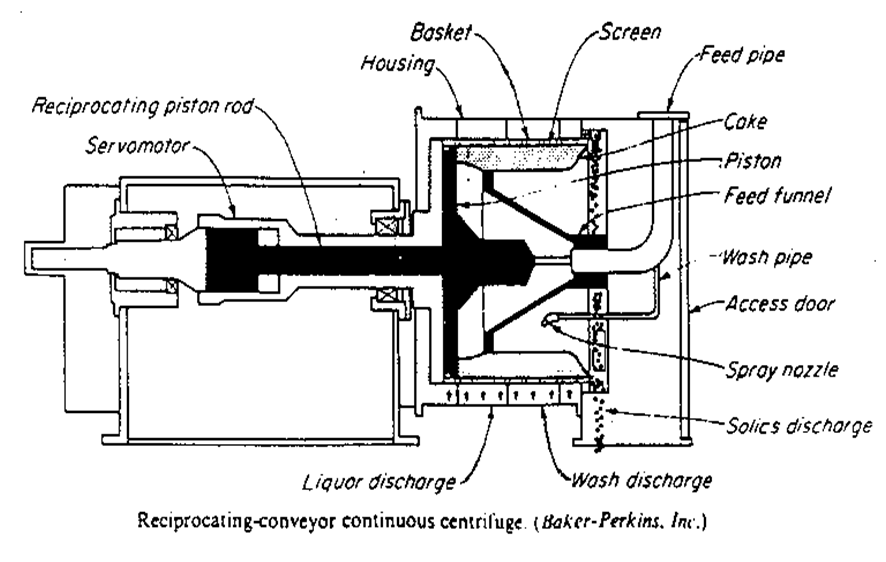 Basket
Screen
Housing
Feed pipe
Reciprocating piston rod
Cake
Servomotor
Piston
Feed funnel
Wash pipe
Access door
Spray nozzle
Solics discharge
Liquor discharge
Wash discharge
Reciprocating-conveyor continuous centrifuge. (Baker-Perkins, Inc.)